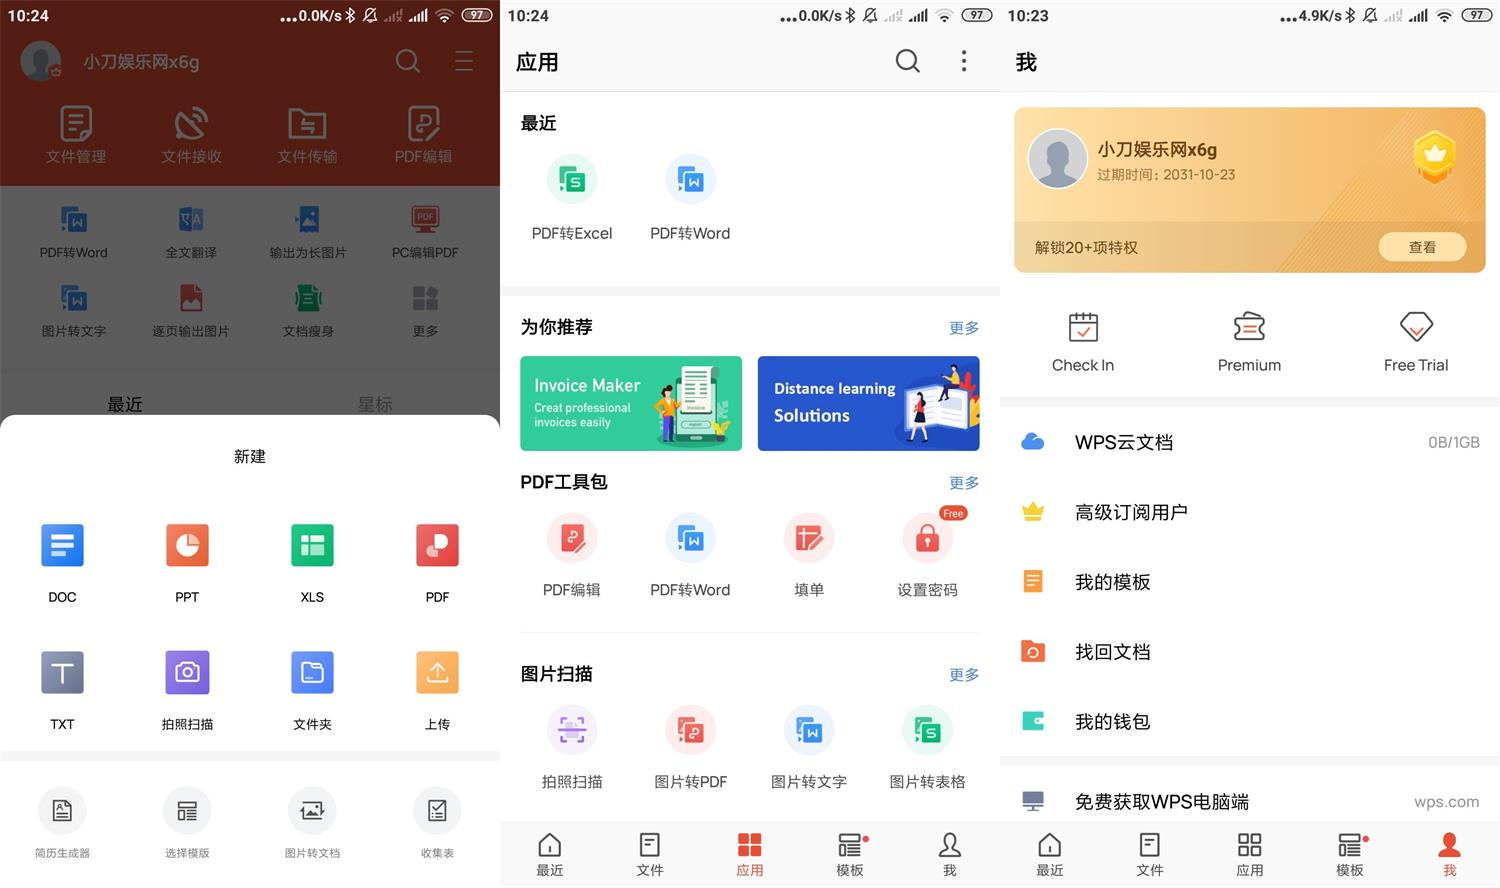 10:24
...0.0K/s
97
小刀娱乐网x6g
文件管理
文件接收
文件传输
PDF编辑
PDF转Word
全文翻译
输出为长图片
PC编辑PDF
图片转文字
逐页输出图片
文档瘦身
更多
最近
星标
新建
DOC
PPT
XLS
PDF
TXT
拍照扫描
文件夹
上传
简历生成器
选择模版
图片转文档
收集表
10:24
...0.0K/s
97
应用
最近
PDF转Excel
PDF转Word
为你推荐
更多
Invoice Maker
Creat professional
invoices easily
Invoice
Distance learning
Solutions
PDF工具包
更多
Free
PDF编辑
PDF转Word
填单
设置密码
图片扫描
更多
拍照扫描
图片转PDF
图片转文字
图片转表格
最近
文件
应用
模板
我
10:23
...4.9K/s
97
我
小刀娱乐网x6g
过期时间：2031-10-23
解锁20+项特权
查看
Check In
Premium
Free Trial
WPS云文档
0B/1GB
高级订阅用户
我的模板
找回文档
我的钱包
免费获取WPS电脑端
wps.com
最近
文件
应用
模板
我